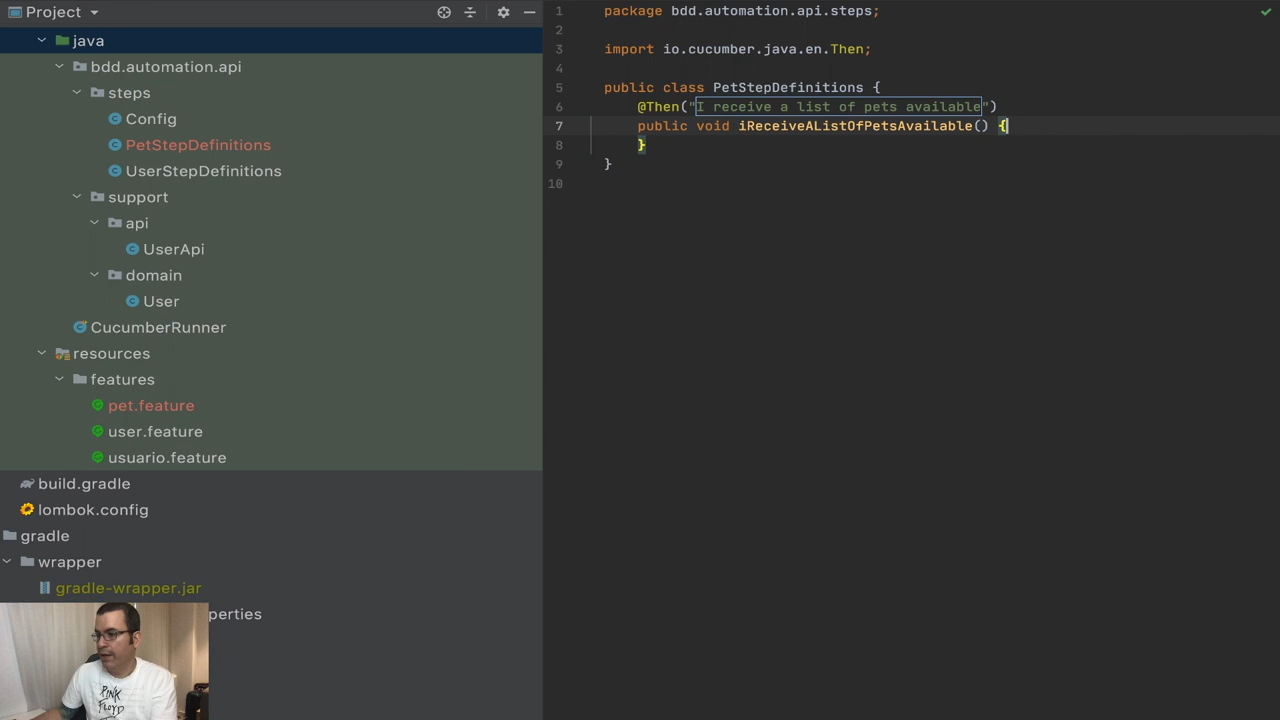 Project
java
bdd.automation.api
steps
Config
PetStepDefinitions
UserStepDefinitions
support
api
UserApi
domain
User
CucumberRunner
resources
features
pet.feature
user.feature
usuario.feature
build.gradle
lombok.config
gradle
wrapper
gradle-wrapper.jar
perties
PINK
FLOYD
1 package bdd.automation.api.steps;
2
3 import io.cucumber.java.en.Then;
4
5 public class PetStepDefinitions {
6 @Then("I receive a list of pets available")
7 public void iReceiveAListOfPetsAvailable() {
8 }
9 }
10